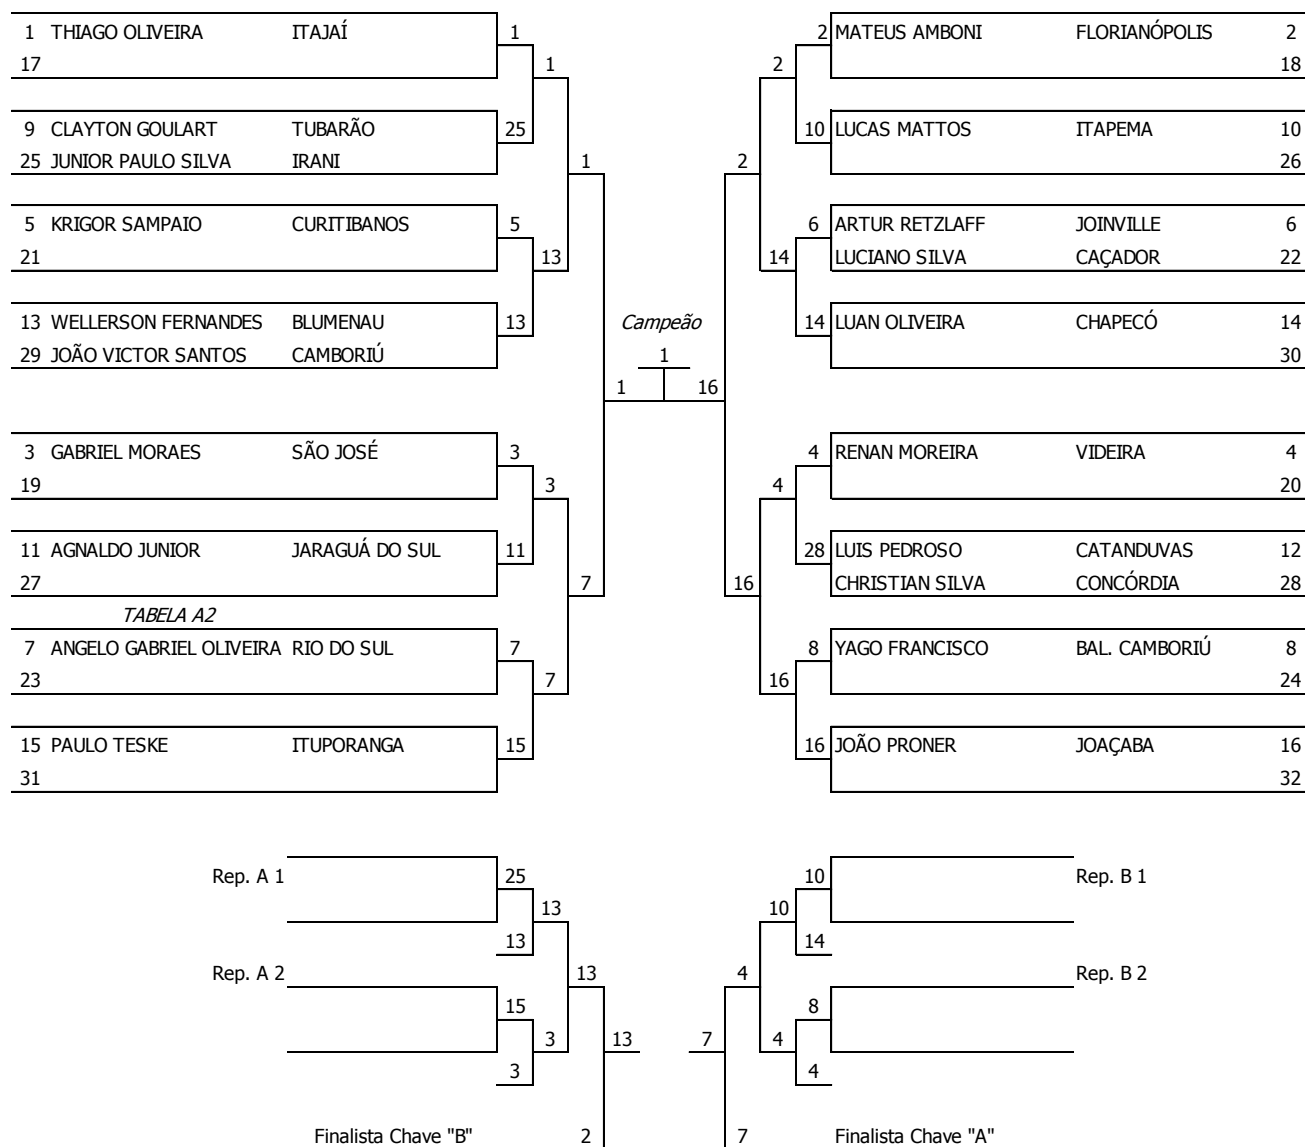 1 THIAGO OLIVEIRA ITAJAÍ 1 2 MATEUS AMBONI FLORIANÓPOLIS 2
17 1 2 18
9 CLAYTON GOULART TUBARÃO 25 10 LUCAS MATTOS ITAPEMA 10
25 JUNIOR PAULO SILVA IRANI 1 2 26
5 KRIGOR SAMPAIO CURITIBANOS 5 6 ARTUR RETZLAFF JOINVILLE 6
21 13 14 LUCIANO SILVA CAÇADOR 22
13 WELLERSON FERNANDES BLUMENAU 13 Campeão 14 LUAN OLIVEIRA CHAPECÓ 14
29 JOÃO VICTOR SANTOS CAMBORIÚ 1 30
1 16
3 GABRIEL MORAES SÃO JOSÉ 3 4 RENAN MOREIRA VIDEIRA 4
19 3 4 20
11 AGNALDO JUNIOR JARAGUÁ DO SUL 11 28 LUIS PEDROSO CATANDUVAS 12
27 7 16 CHRISTIAN SILVA CONCÓRDIA 28
TABELA A2
7 ANGELO GABRIEL OLIVEIRA RIO DO SUL 7 8 YAGO FRANCISCO BAL. CAMBORIÚ 8
23 7 16 24
15 PAULO TESKE ITUPORANGA 15 16 JOÃO PRONER JOAÇABA 16
31 32
Rep. A 1 25 10 Rep. B 1
13 10
13 14
Rep. A 2 13 4 Rep. B 2
15 8
3 13 7 4
3 4
Finalista Chave "B" 2 7 Finalista Chave "A"